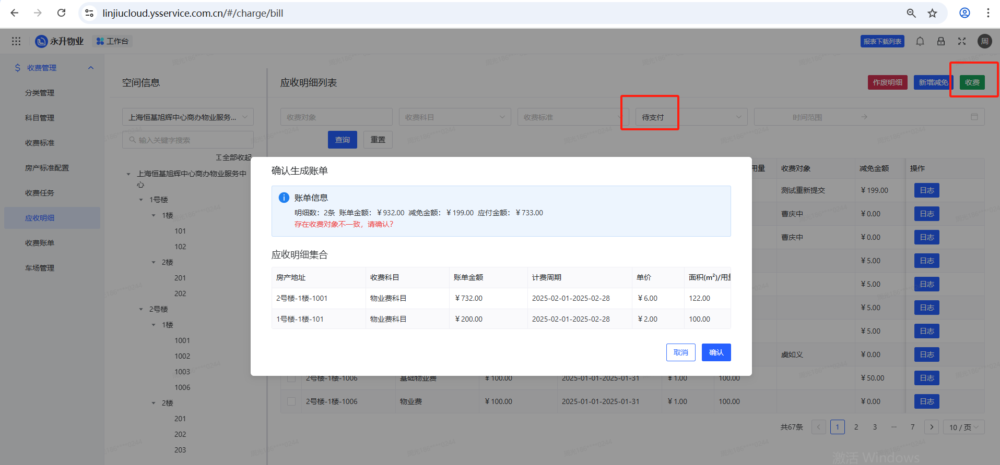 linjiucloud.ysservice.com.cn/#/charge/bill
永升物业 工作台 报表下载列表 周
收费管理
分类管理
科目管理
收费标准
房产标准配置
收费任务
应收明细
收费账单
车场管理
空间信息
上海恒基旭辉中心商办物业服务...
输入关键字搜索
全部收起
上海恒基旭辉中心商办物业服务中
心
1号楼
1楼
101
102
2楼
201
202
2号楼
1楼
1001
1002
1003
1006
2楼
201
202
203
应收明细列表 作废明细 新增减免 收费
收费对象 收费科目 收费标准 待支付 时间范围
查询 重置
用量 收费对象 减免金额 操作
测试重新提交 ¥199.00 日志
曹庆中 ¥0.00 日志
曹庆中 ¥0.00 日志
¥5.00 日志
¥5.00 日志
¥5.00 日志
¥5.00 日志
虞如义 ¥0.00 日志
2号楼-1楼-1006 基础物业费 ¥100.00 2025-01-01-2025-01-31 ¥1.00 100.00 ¥50.00 日志
2号楼-1楼-1006 物业费 ¥100.00 2025-01-01-2025-01-31 ¥1.00 100.00 ¥0.00 日志
共67条 1 2 3 ... 7 10 / 页
确认生成账单
账单信息
明细数：2条 账单金额：¥932.00 减免金额：¥199.00 应付金额：¥733.00
存在收费对象不一致，请确认?
应收明细集合
房产地址 收费科目 账单金额 计费周期 单价 面积(m²)/用量
2号楼-1楼-1001 物业费科目 ¥732.00 2025-02-01-2025-02-28 ¥6.00 122.00
1号楼-1楼-101 物业费科目 ¥200.00 2025-02-01-2025-02-28 ¥2.00 100.00
取消 确认
激活 Windows